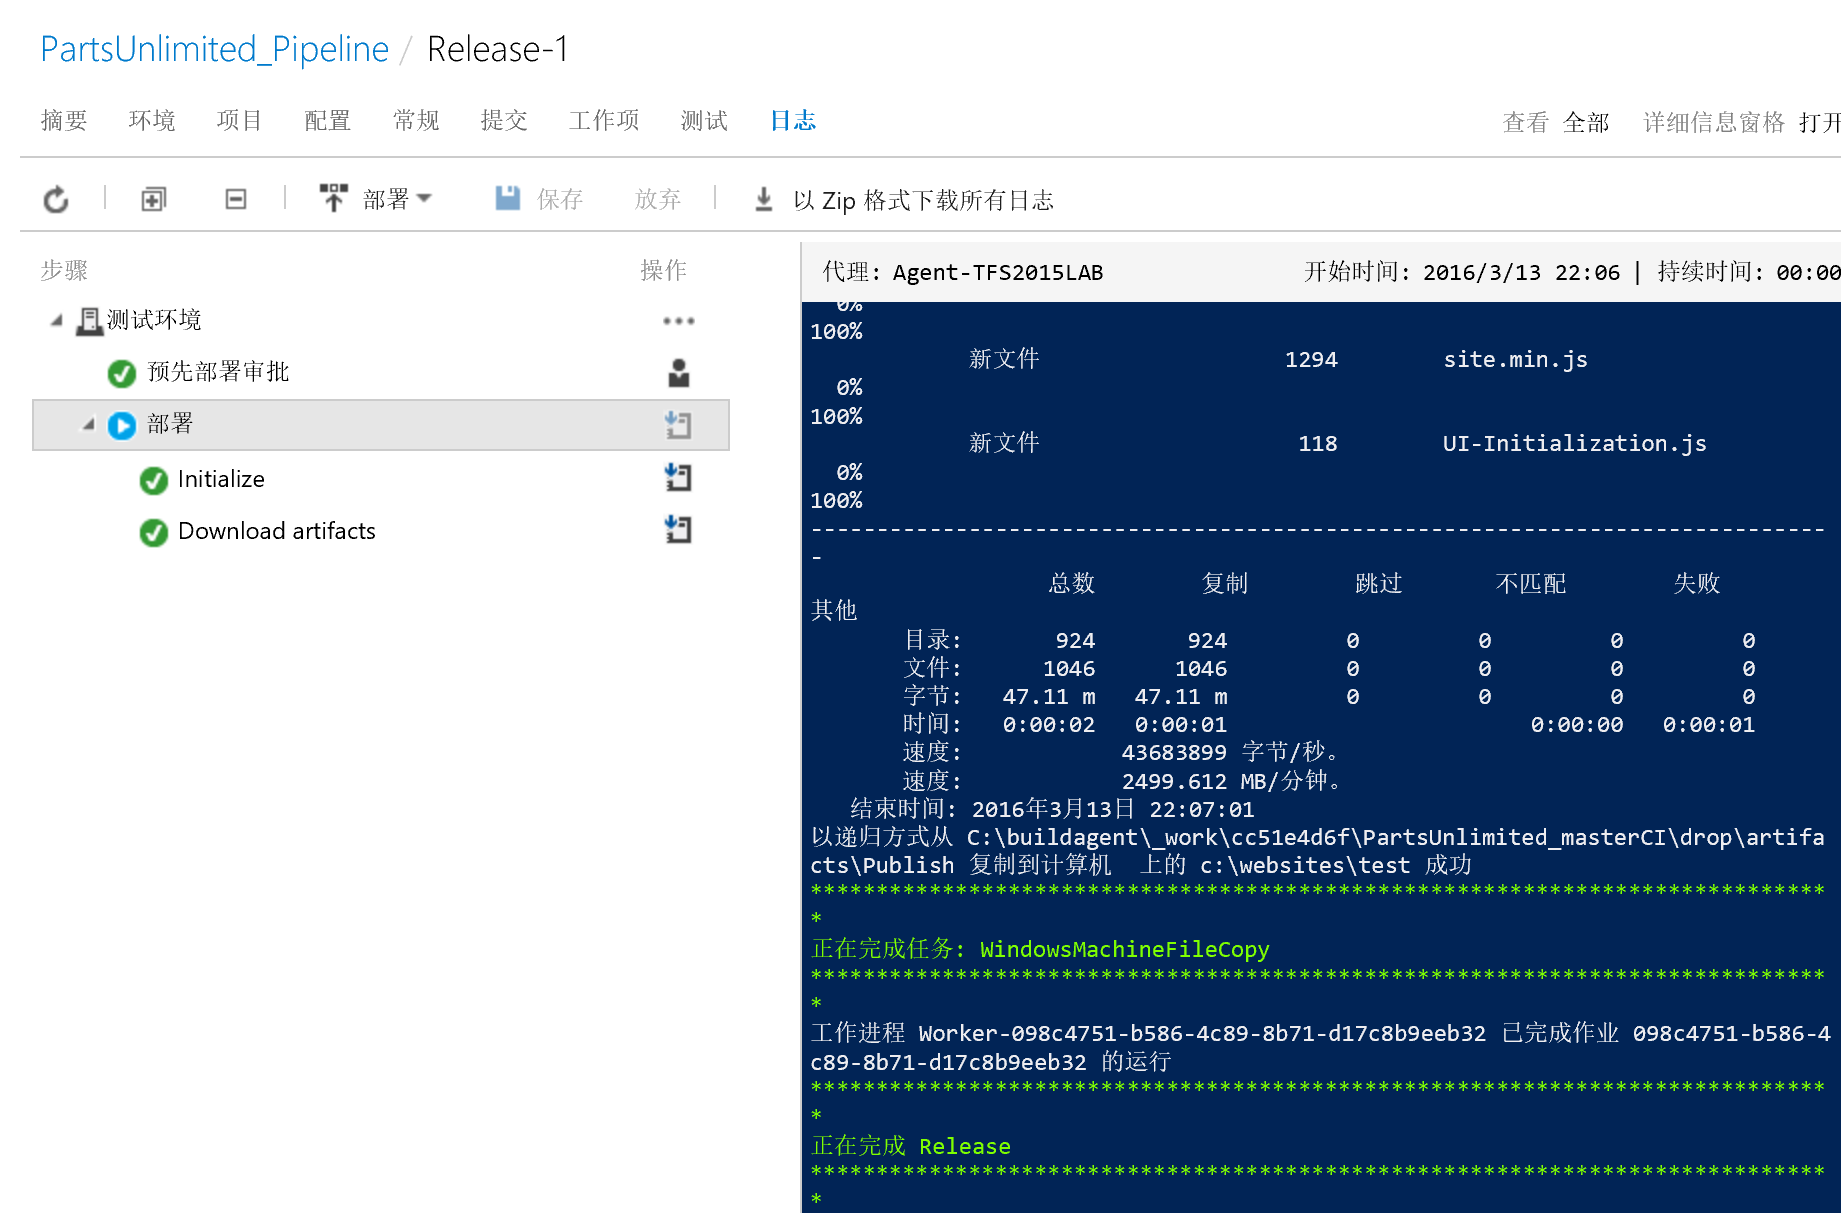 PartsUnlimited_Pipeline / Release-1
摘要 环境 项目 配置 常规 提交 工作项 测试 日志 查看 全部 详细信息窗格 打开
部署 保存 放弃 以 Zip 格式下载所有日志
步骤 操作
测试环境
预先部署审批
部署
Initialize
Download artifacts
代理: Agent-TFS2015LAB 开始时间: 2016/3/13 22:06 | 持续时间: 00:00
0%
100%
新文件 1294 site.min.js
0%
100%
新文件 118 UI-Initialization.js
0%
100%
-----------------------------------------------------------------------------
-
总数 复制 跳过 不匹配 失败
其他
目录: 924 924 0 0 0 0
文件: 1046 1046 0 0 0 0
字节: 47.11 m 47.11 m 0 0 0 0
时间: 0:00:02 0:00:01 0:00:00 0:00:01
速度: 43683899 字节/秒。
速度: 2499.612 MB/分钟。
结束时间: 2016年3月13日 22:07:01
以递归方式从 C:\buildagent\_work\cc51e4d6f\PartsUnlimited_masterCI\drop\artifa
cts\Publish 复制到计算机 上的 c:\websites\test 成功
*****************************************************************************
*
正在完成任务: WindowsMachineFileCopy
*****************************************************************************
*
工作进程 Worker-098c4751-b586-4c89-8b71-d17c8b9eeb32 已完成作业 098c4751-b586-4
c89-8b71-d17c8b9eeb32 的运行
*****************************************************************************
*
正在完成 Release
*****************************************************************************
*